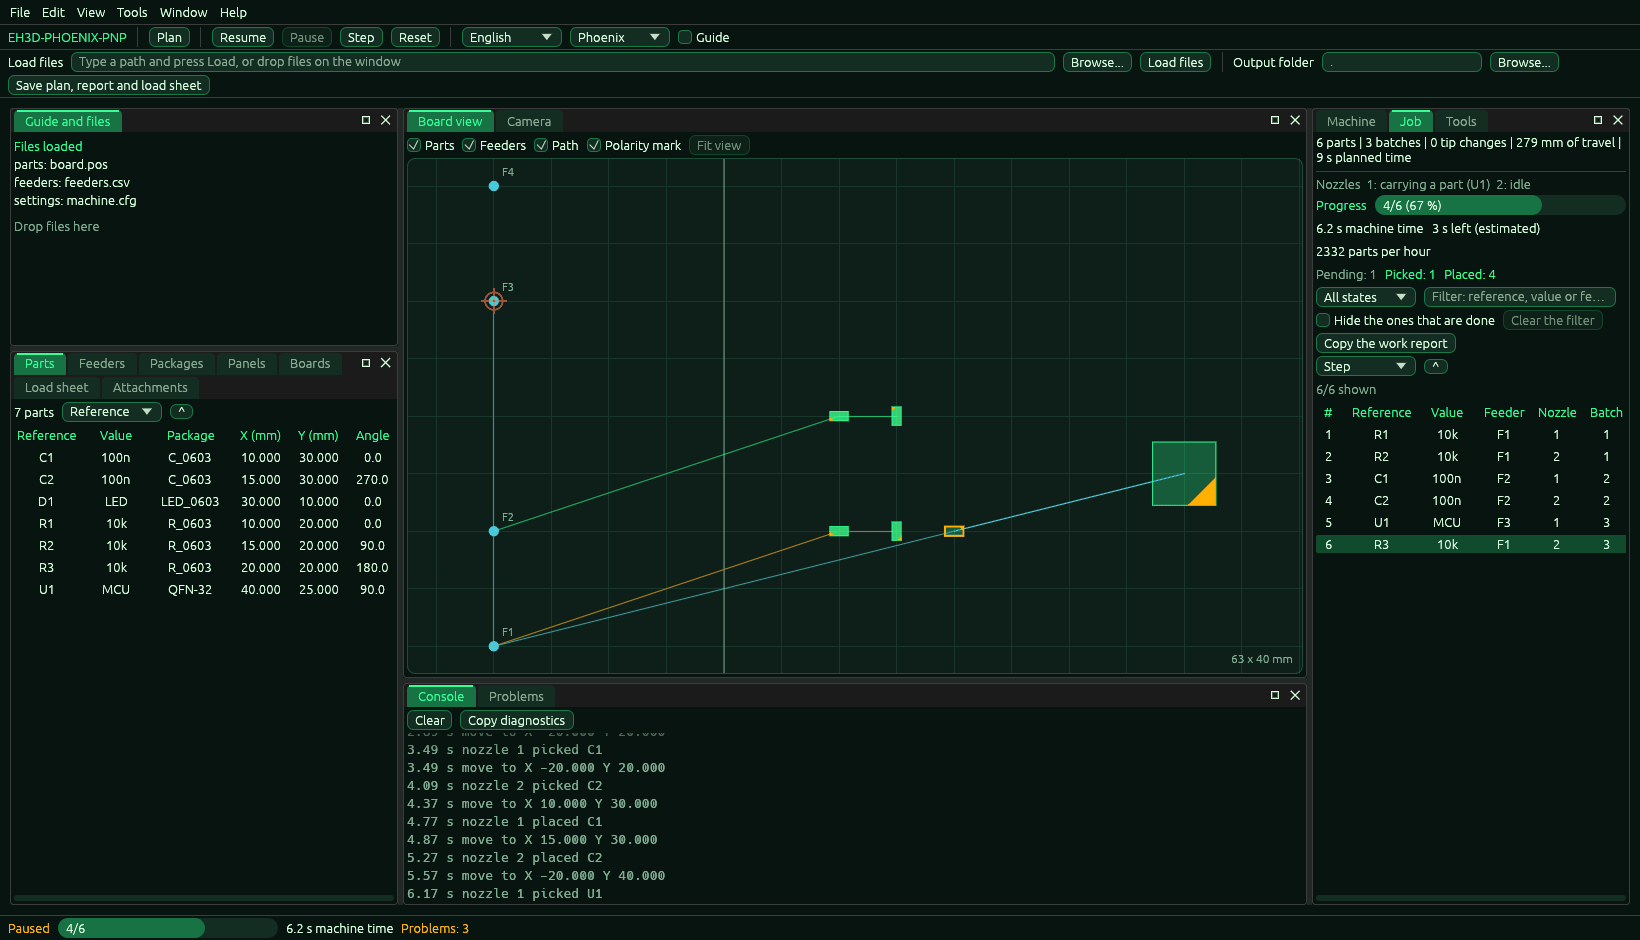 File Edit View Tools Window Help
EH3D-PHOENIX-PNP Plan Resume Pause Step Reset English Phoenix Guide
Load files Type a path and press Load, or drop files on the window Browse... Load files Output folder . Browse...
Save plan, report and load sheet
Guide and files
Files loaded
parts: board.pos
feeders: feeders.csv
settings: machine.cfg
Drop files here
Parts Feeders Packages Panels Boards
Load sheet Attachments
7 parts Reference ^
Reference Value Package X (mm) Y (mm) Angle
C1 100n C_0603 10.000 30.000 0.0
C2 100n C_0603 15.000 30.000 270.0
D1 LED LED_0603 30.000 10.000 0.0
R1 10k R_0603 10.000 20.000 0.0
R2 10k R_0603 15.000 20.000 90.0
R3 10k R_0603 20.000 20.000 180.0
U1 MCU QFN-32 40.000 25.000 90.0
Board view Camera
Parts Feeders Path Polarity mark Fit view
F4
F3
F2
F1
63 x 40 mm
Console Problems
Clear Copy diagnostics
3.49 s nozzle 1 picked C1
3.49 s move to X -20.000 Y 20.000
4.09 s nozzle 2 picked C2
4.37 s move to X 10.000 Y 30.000
4.77 s nozzle 1 placed C1
4.87 s move to X 15.000 Y 30.000
5.27 s nozzle 2 placed C2
5.57 s move to X -20.000 Y 40.000
6.17 s nozzle 1 picked U1
Machine Job Tools
6 parts | 3 batches | 0 tip changes | 279 mm of travel |
9 s planned time
Nozzles 1: carrying a part (U1) 2: idle
Progress 4/6 (67 %)
6.2 s machine time 3 s left (estimated)
2332 parts per hour
Pending: 1 Picked: 1 Placed: 4
All states Filter: reference, value or fe...
Hide the ones that are done Clear the filter
Copy the work report
Step ^
6/6 shown
# Reference Value Feeder Nozzle Batch
1 R1 10k F1 1 1
2 R2 10k F1 2 1
3 C1 100n F2 1 2
4 C2 100n F2 2 2
5 U1 MCU F3 1 3
6 R3 10k F1 2 3
Paused 4/6 6.2 s machine time Problems: 3